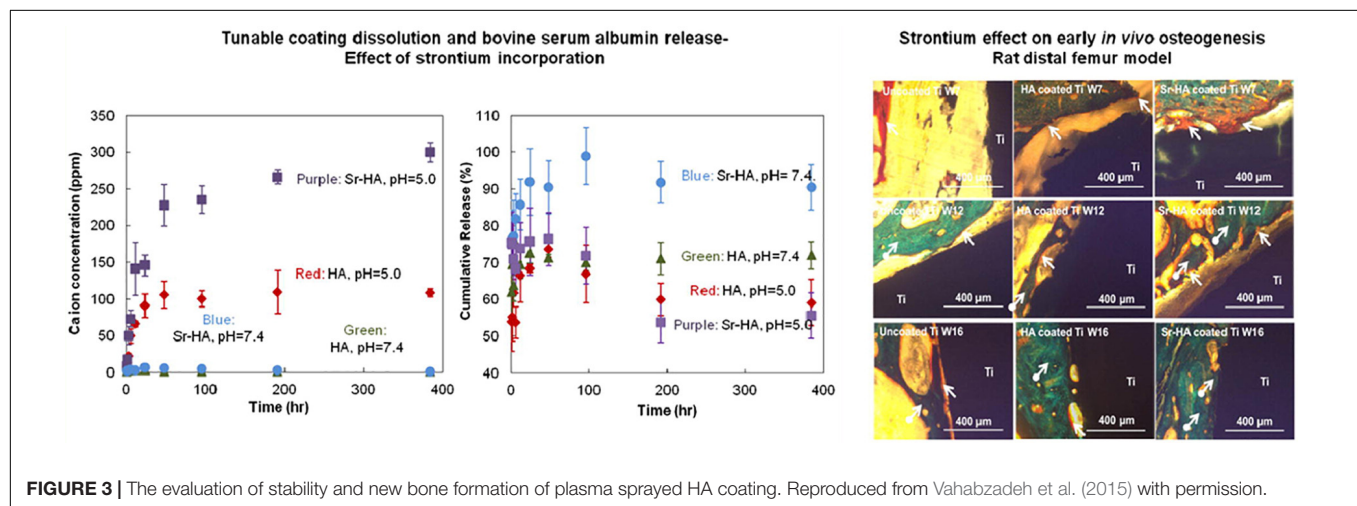 Tunable coating dissolution and bovine serum albumin release-
Effect of strontium incorporation
Ca ion concentration (ppm)
350
300
250
200
150
100
50
0
0
100
200
300
400
Time (hr)
Purple: Sr-HA, pH=5.0
Red: HA, pH=5.0
Blue:
Sr-HA, pH=7.4
Green:
HA, pH=7.4
Cumulative Release (%)
110
100
90
80
70
60
50
40
0
100
200
300
400
Time (hr)
Blue: Sr-HA, pH= 7.4.
Green: HA, pH=7.4
Red: HA, pH=5.0
Purple: Sr-HA, pH=5.0
Strontium effect on early in vivo osteogenesis
Rat distal femur model
Uncoated Ti W7
Ti
400 µm
HA coated Ti W7
Ti
400 µm
Sr-HA coated Ti W7
Ti
400 µm
Uncoated Ti W12
Ti
400 µm
HA coated Ti W12
Ti
400 µm
Sr-HA coated Ti W12
Ti
400 µm
Uncoated Ti W16
Ti
400 µm
HA coated Ti W16
Ti
400 µm
Sr-HA coated Ti W16
Ti
400 µm
FIGURE 3 | The evaluation of stability and new bone formation of plasma sprayed HA coating. Reproduced from Vahabzadeh et al. (2015) with permission.